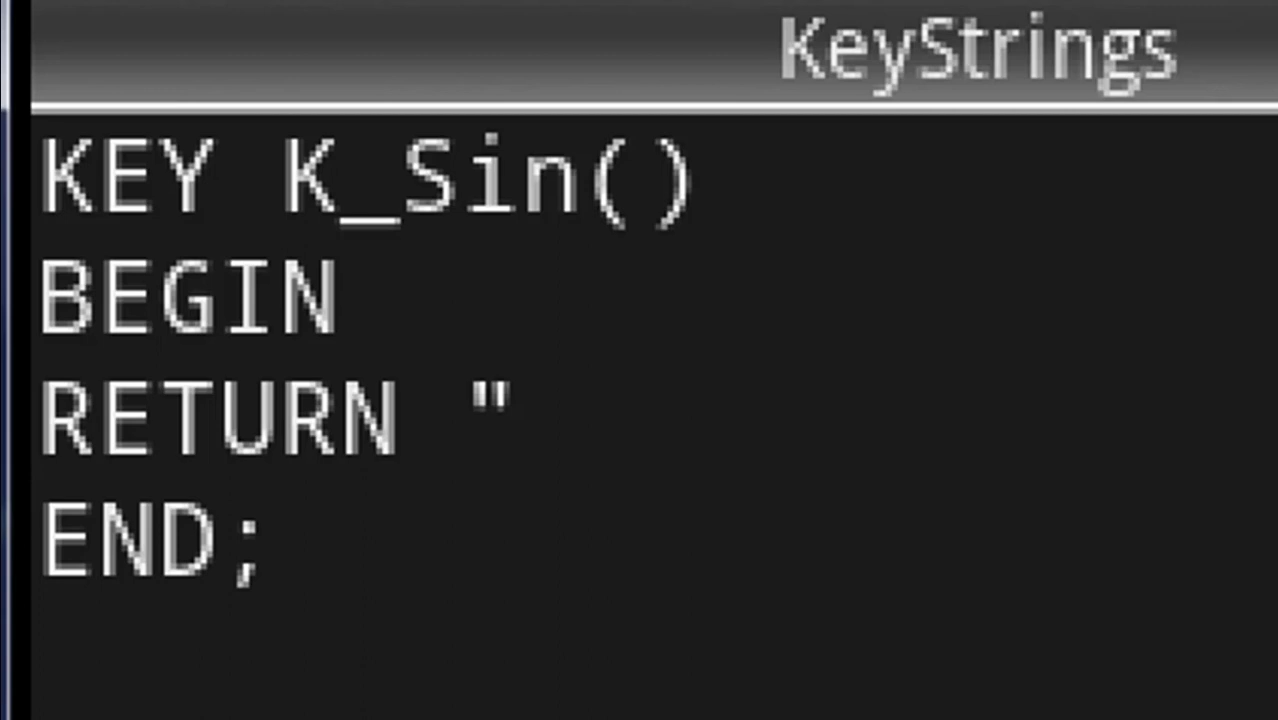 KeyStrings
KEY K_Sin()
BEGIN
RETURN "
END;